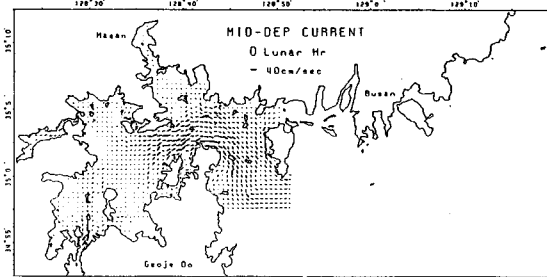 128°30' 128°40' 128°50' 129°0' 129°10'
MID-DEP CURRENT
0 Lunar Hr
— 40cm/sec
Masan
Busan
Geoje Do
35°10'
35°5'
35°0'
34°55'